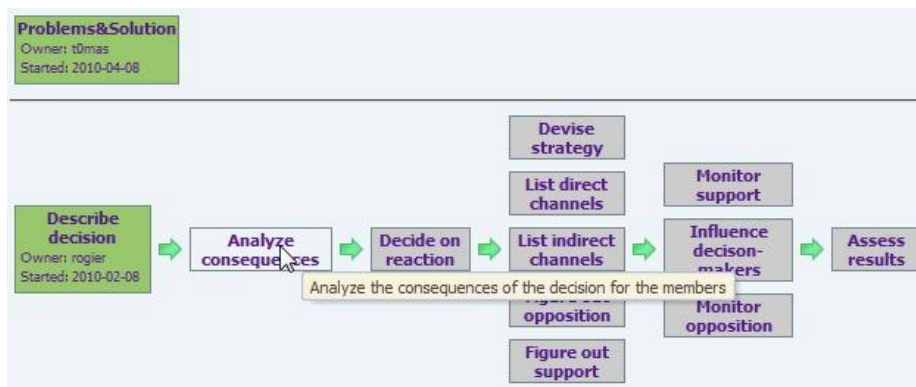 Problems&Solution
Owner: t0mas
Started: 2010-04-08
Describe
decision
Owner: rogier
Started: 2010-02-08
Analyze
consequences
Decide on
reaction
Devise
strategy
List direct
channels
List indirect
channels
Figure out
opposition
Figure out
support
Monitor
support
Influence
decison-
makers
Monitor
opposition
Assess
results
Analyze the consequences of the decision for the members